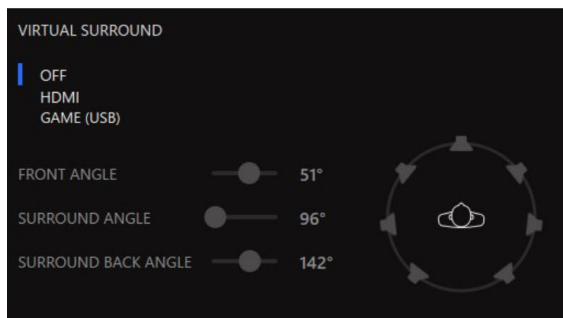 VIRTUAL SURROUND
OFF
HDMI
GAME (USB)
FRONT ANGLE 51°
SURROUND ANGLE 96°
SURROUND BACK ANGLE 142°